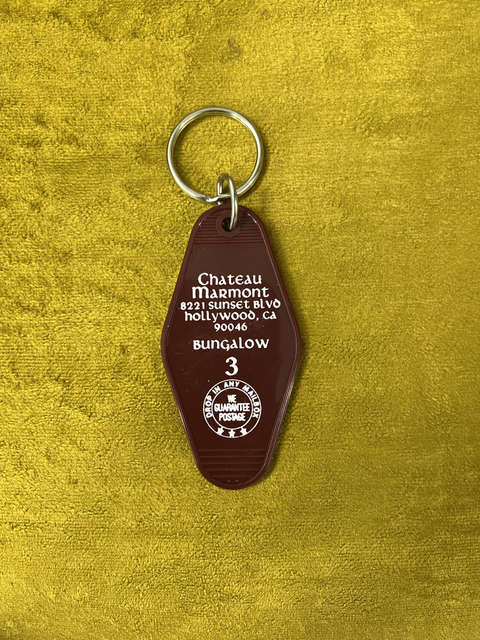 Chateau
Marmont
8221 Sunset Blvd
Hollywood, CA
90046
Bungalow
3
DROP IN ANY MAILBOX
WE
GUARANTEE
POSTAGE